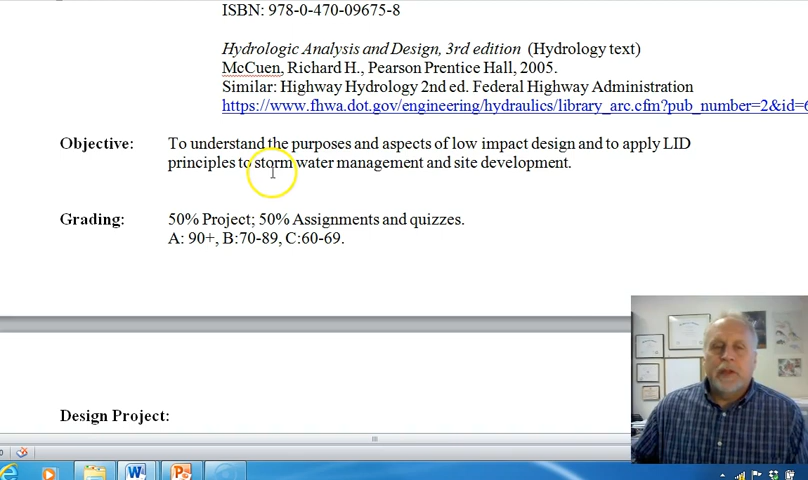 ISBN: 978-0-470-09675-8
Hydrologic Analysis and Design, 3rd edition (Hydrology text)
McCuen, Richard H., Pearson Prentice Hall, 2005.
Similar: Highway Hydrology 2nd ed. Federal Highway Administration
https://www.fhwa.dot.gov/engineering/hydraulics/library_arc.cfm?pub_number=2&id=6
Objective: To understand the purposes and aspects of low impact design and to apply LID
principles to storm water management and site development.
Grading: 50% Project; 50% Assignments and quizzes.
A: 90+, B:70-89, C:60-69.
Design Project: